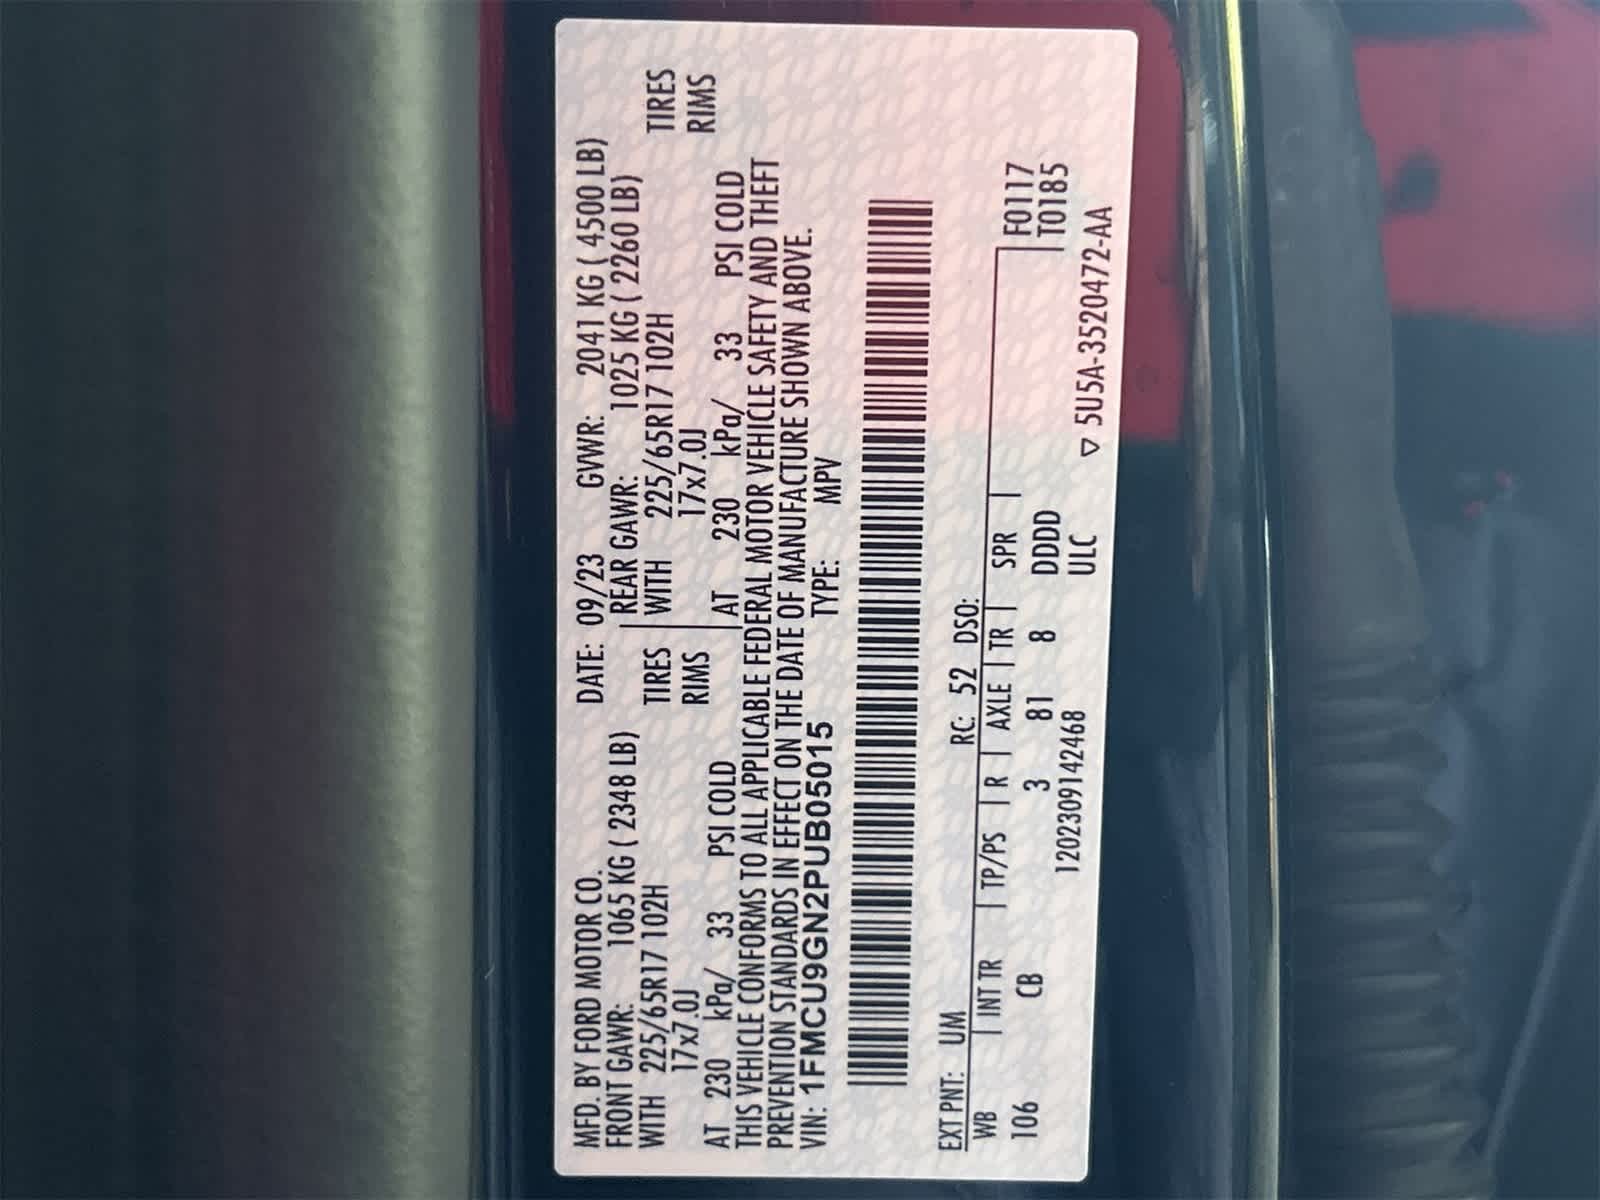 MFD. BY FORD MOTOR CO. DATE: 09/23 GVWR: 2041 KG ( 4500 LB)
FRONT GAWR: 1065 KG ( 2348 LB) REAR GAWR: 1025 KG ( 2260 LB)
WITH 225/65R17 102H TIRES WITH 225/65R17 102H TIRES
17x7.0J RIMS 17x7.0J RIMS
AT 230 kPa/ 33 PSI COLD AT 230 kPa/ 33 PSI COLD
THIS VEHICLE CONFORMS TO ALL APPLICABLE FEDERAL MOTOR VEHICLE SAFETY AND THEFT
PREVENTION STANDARDS IN EFFECT ON THE DATE OF MANUFACTURE SHOWN ABOVE.
VIN: 1FMCU9GN2PUB05015 TYPE: MPV
EXT PNT: UM RC: 52 DSO:
WB | INT TR | TP/PS | R | AXLE | TR | SPR | F0117
106 CB 3 81 8 DDDD T0185
1202309142468 ULC ▽ 5U5A-3520472-AA